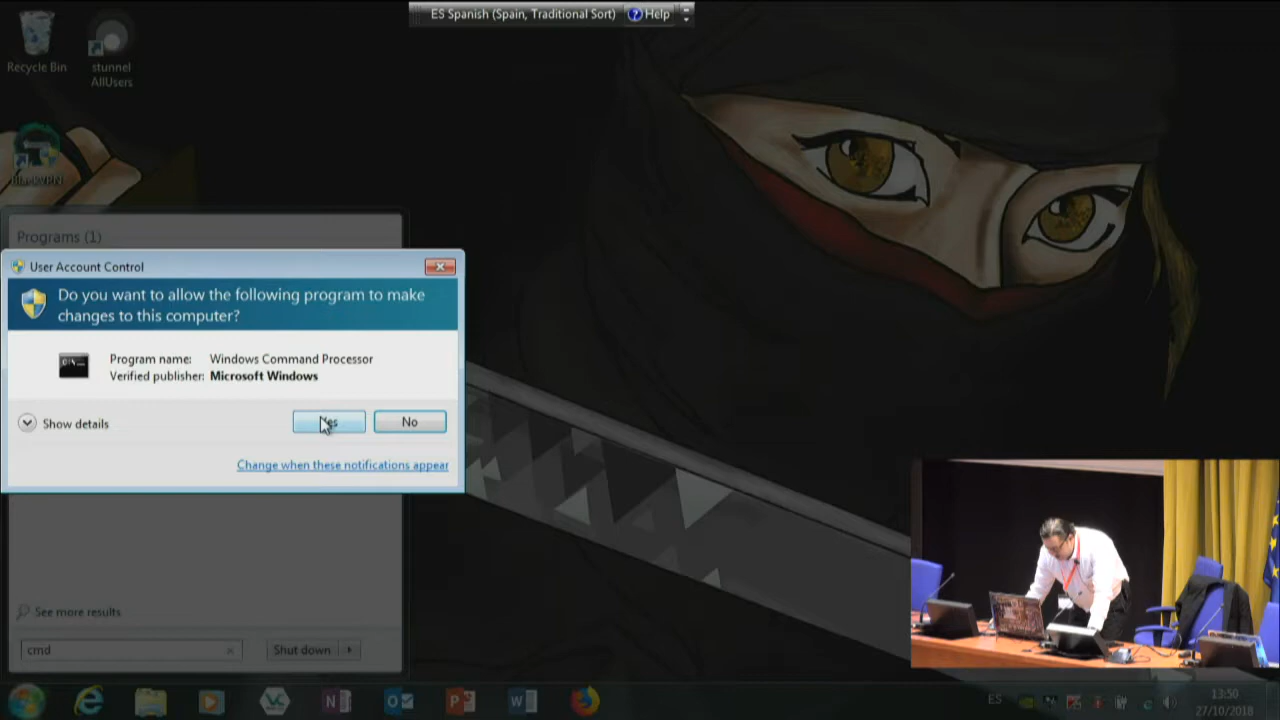 ES Spanish (Spain, Traditional Sort) Help
Recycle Bin
stunnel
AllUsers
BlackVPN
Programs (1)
User Account Control
Do you want to allow the following program to make
changes to this computer?
Program name: Windows Command Processor
Verified publisher: Microsoft Windows
Show details
Yes
No
Change when these notifications appear
See more results
cmd
Shut down
ES
13:50
27/10/2018